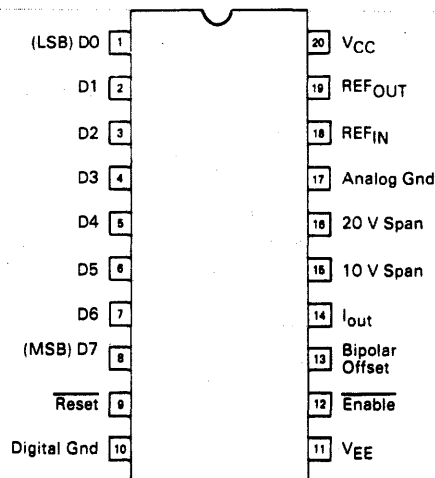 (LSB) D0 1
D1 2
D2 3
D3 4
D4 5
D5 6
D6 7
(MSB) D7 8
Reset 9
Digital Gnd 10
20 VCC
19 REFOUT
18 REFIN
17 Analog Gnd
16 20 V Span
15 10 V Span
14 Iout
13 Bipolar
Offset
12 Enable
11 VEE